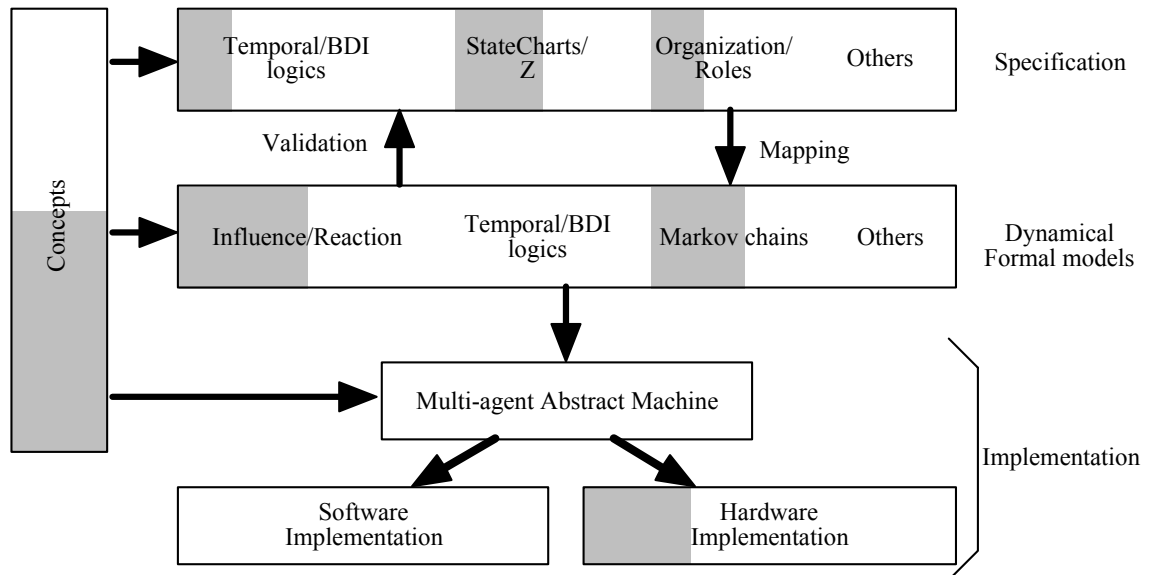 Temporal/BDI
logics
StateCharts/
Z
Organization/
Roles
Others
Specification
Validation
Mapping
Concepts
Influence/Reaction
Temporal/BDI
logics
Markov chains
Others
Dynamical
Formal models
Multi-agent Abstract Machine
Implementation
Software
Implementation
Hardware
Implementation